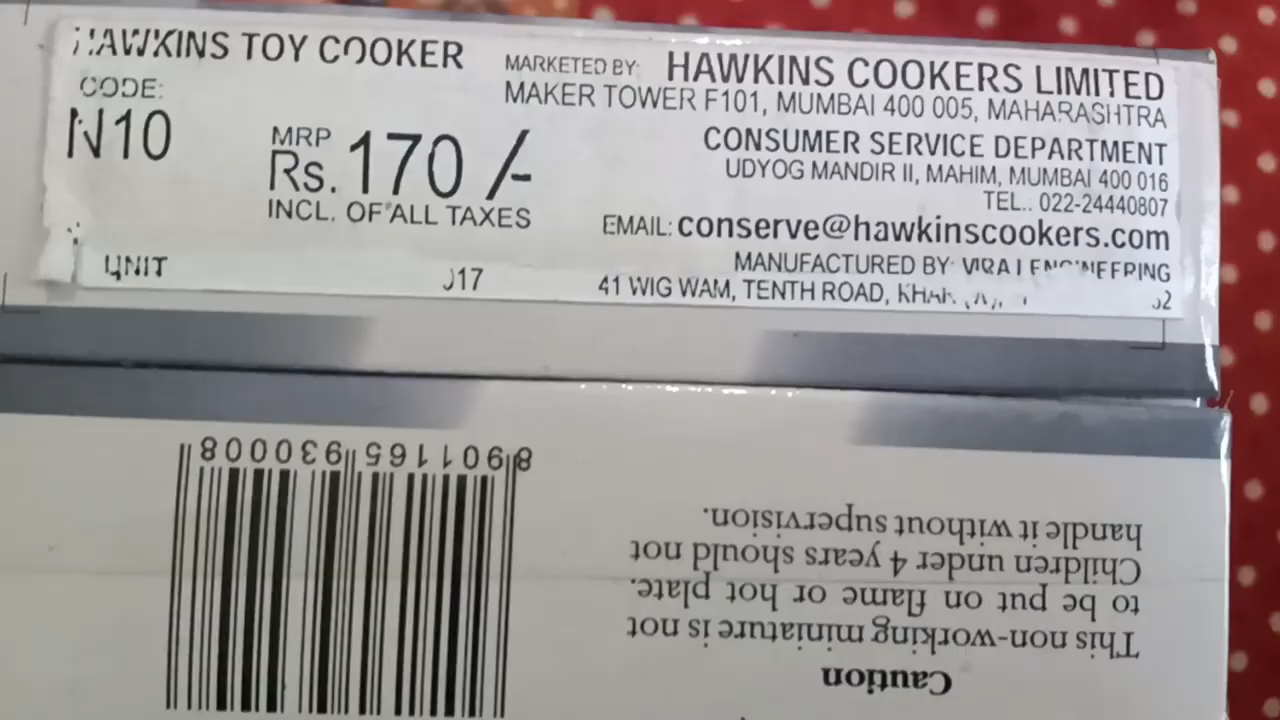 HAWKINS TOY COOKER
CODE:
N10
MRP
Rs. 170/-
INCL. OF ALL TAXES
UNIT
MARKETED BY: HAWKINS COOKERS LIMITED
MAKER TOWER F101, MUMBAI 400 005, MAHARASHTRA
CONSUMER SERVICE DEPARTMENT
UDYOG MANDIR II, MAHIM, MUMBAI 400 016
TEL.: 022-24440807
EMAIL: conserve@hawkinscookers.com
MANUFACTURED BY: ENGINEERING
41 WIG WAM, TENTH ROAD,
8 901165 930008
Caution
This non-working miniature is not
to be put on flame or hot plate.
Children under 4 years should not
handle it without supervision.